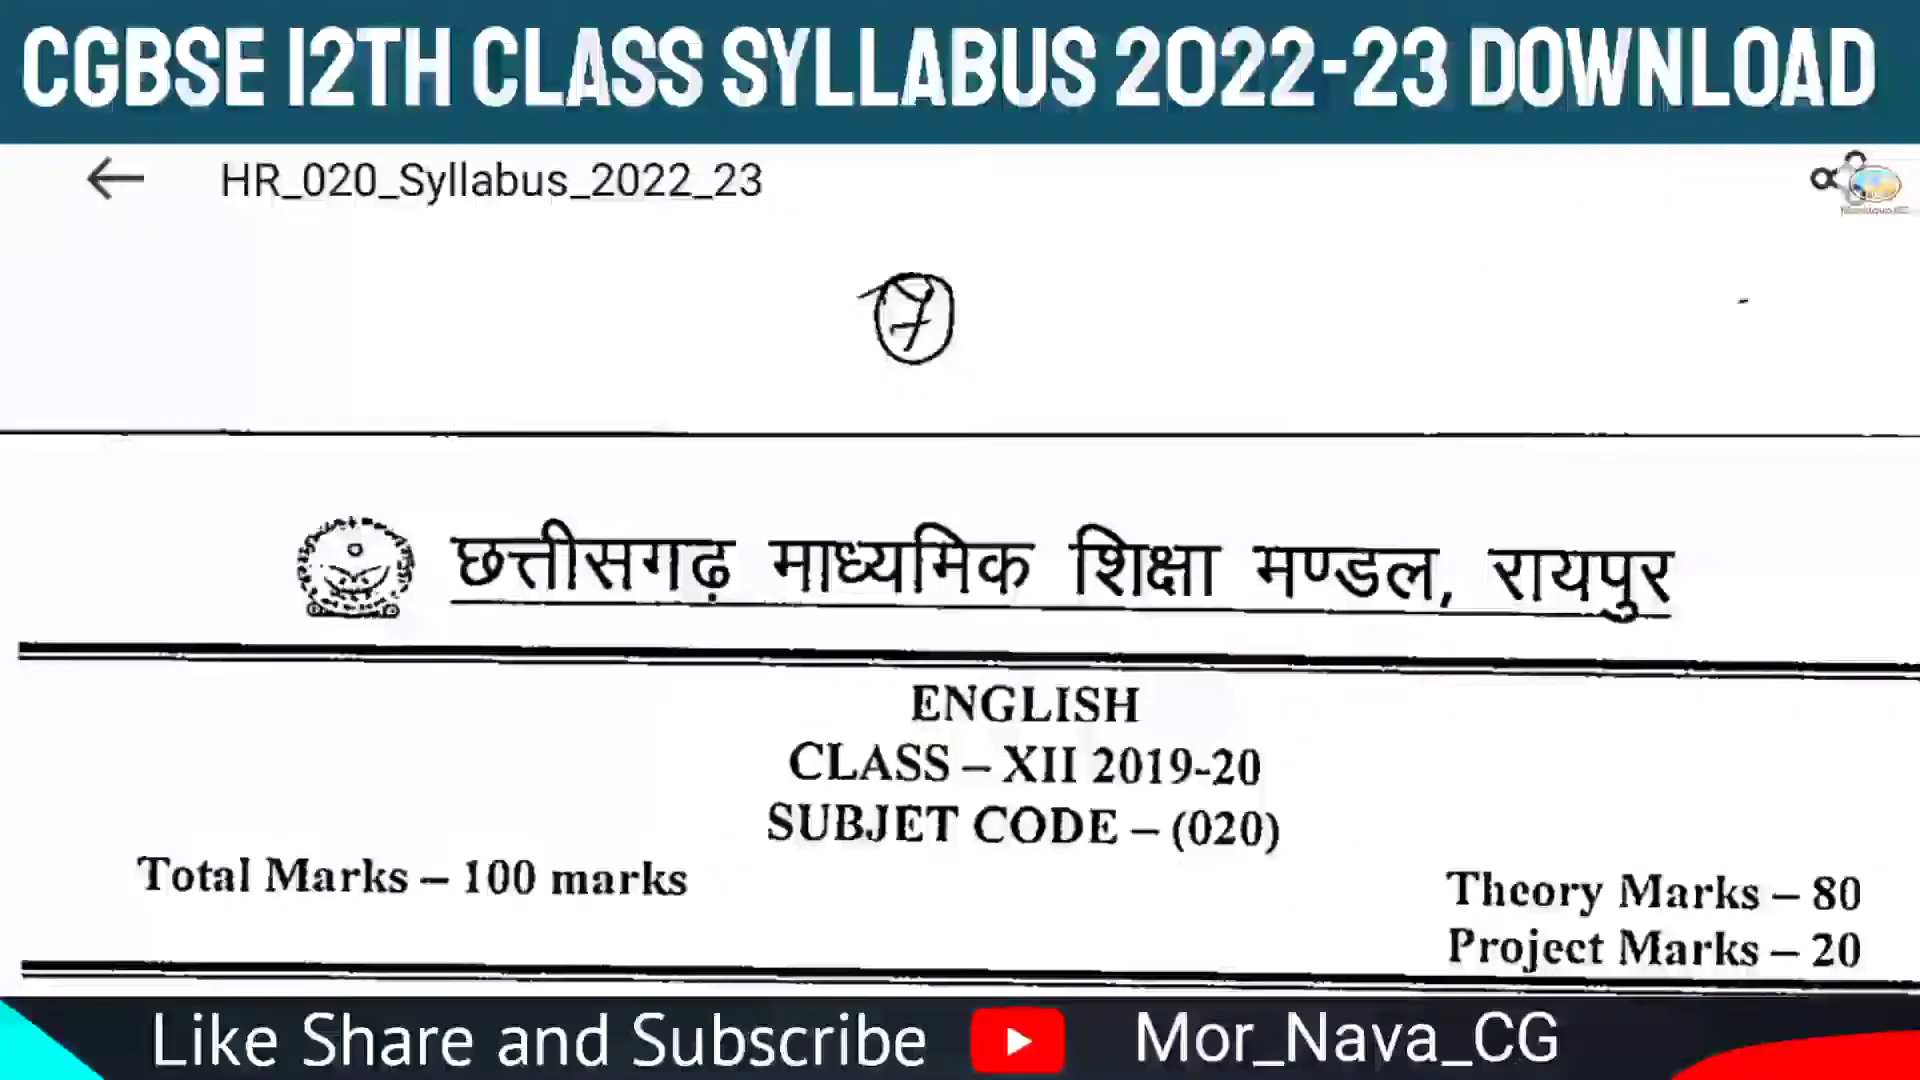 CGBSE 12TH CLASS SYLLABUS 2022-23 DOWNLOAD
HR_020_Syllabus_2022_23
7
छत्तीसगढ़ माध्यमिक शिक्षा मण्डल, रायपुर
ENGLISH
CLASS – XII 2019-20
SUBJET CODE – (020)
Total Marks – 100 marks
Theory Marks – 80
Project Marks – 20
Like Share and Subscribe
Mor_Nava_CG